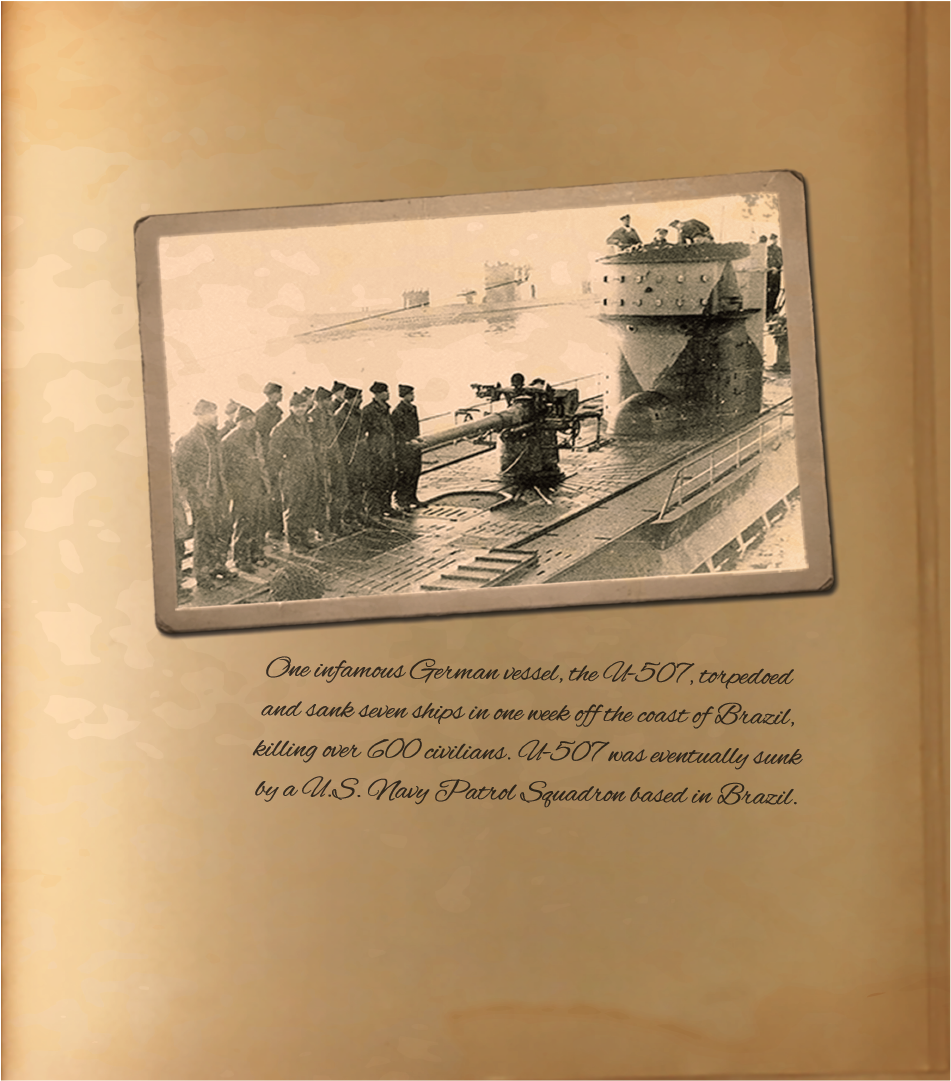 One infamous German vessel, the U-507, torpedoed
and sank seven ships in one week off the coast of Brazil,
killing over 600 civilians. U-507 was eventually sunk
by a U.S. Navy Patrol Squadron based in Brazil.